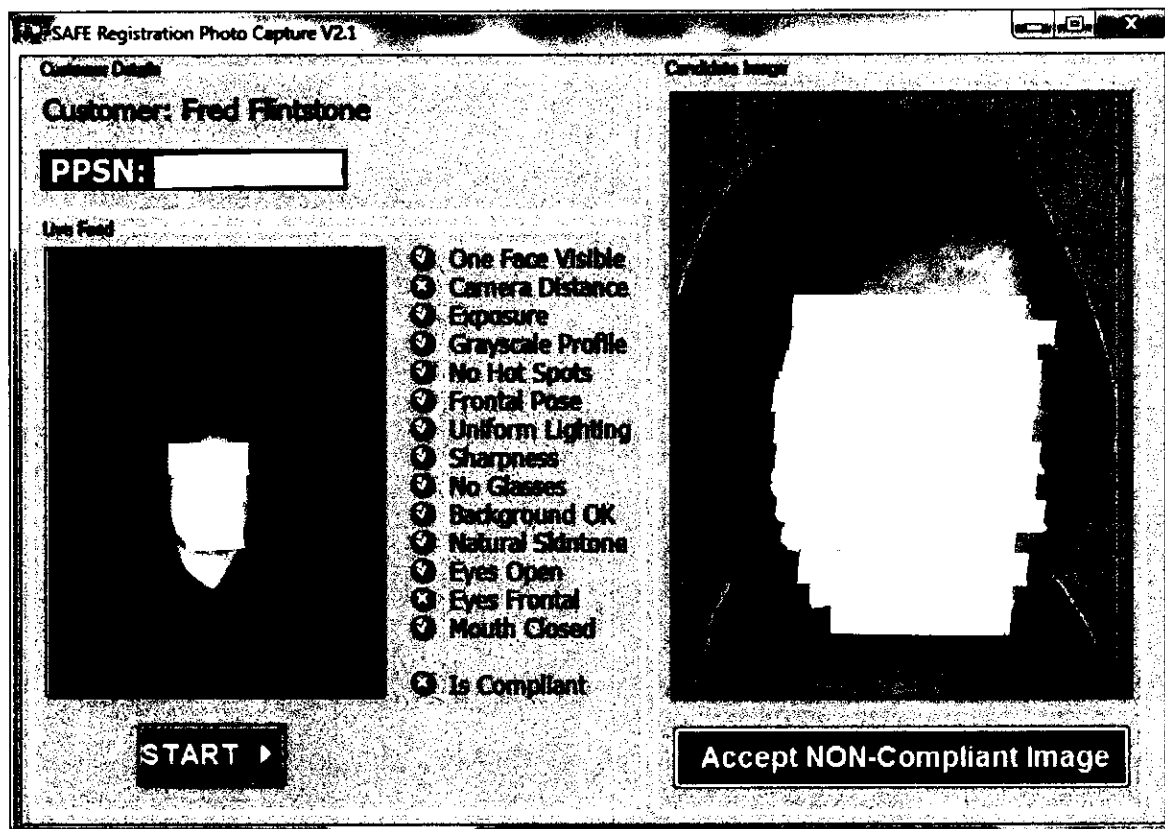 SAFE Registration Photo Capture V2.1
Customer Details
Customer: Fred Flintstone
PPSN:
Live Feed
One Face Visible
Camera Distance
Exposure
Grayscale Profile
No Hot Spots
Frontal Pose
Uniform Lighting
Sharpness
No Glasses
Background OK
Natural Skintone
Eyes Open
Eyes Frontal
Mouth Closed
Is Compliant
START
Candidate Image
Accept NON-Compliant Image